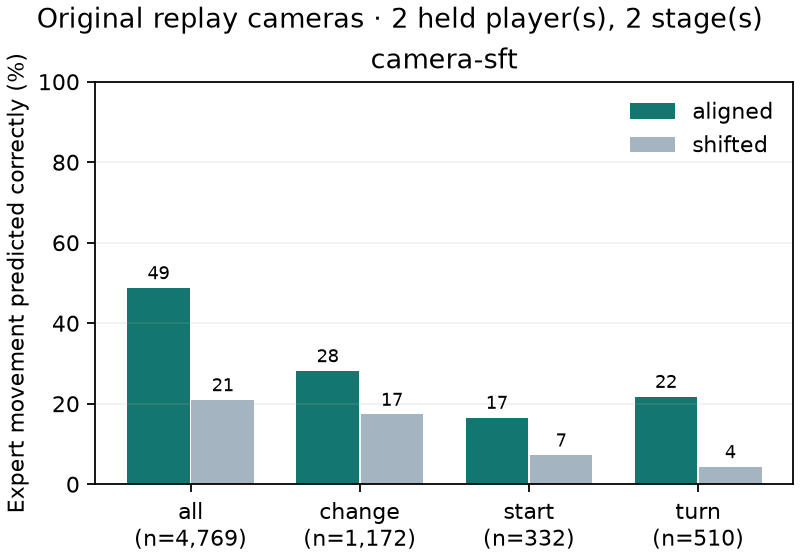 Original replay cameras · 2 held player(s), 2 stage(s)
camera-sft
Expert movement predicted correctly (%)
100
80
60
40
20
0
aligned
shifted
49
21
28
17
17
7
22
4
all
(n=4,769)
change
(n=1,172)
start
(n=332)
turn
(n=510)